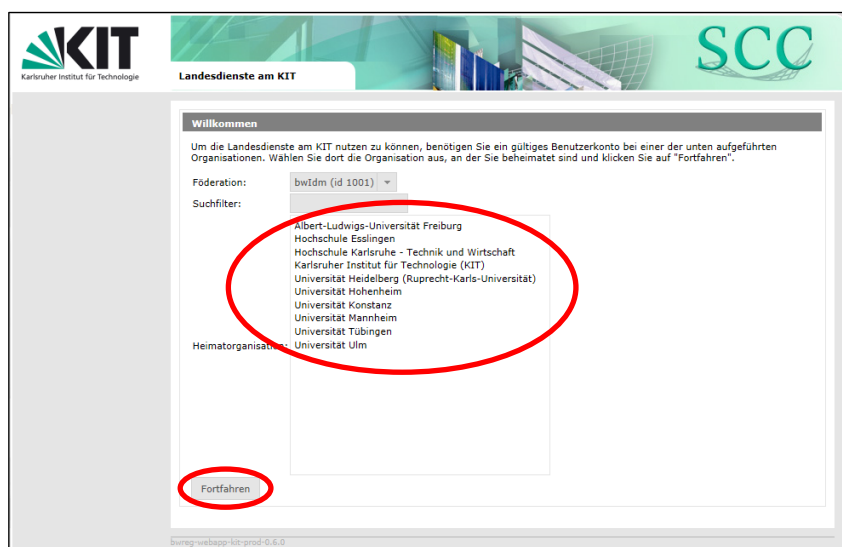 KIT
Karlsruher Institut für Technologie
Landesdienste am KIT
SCC
Willkommen
Um die Landesdienste am KIT nutzen zu können, benötigen Sie ein gültiges Benutzerkonto bei einer der unten aufgeführten
Organisationen. Wählen Sie dort die Organisation aus, an der Sie beheimatet sind und klicken Sie auf "Fortfahren".
Föderation: bwIdm (id 1001)
Suchfilter:
Albert-Ludwigs-Universität Freiburg
Hochschule Esslingen
Hochschule Karlsruhe - Technik und Wirtschaft
Karlsruher Institut für Technologie (KIT)
Universität Heidelberg (Ruprecht-Karls-Universität)
Universität Hohenheim
Universität Konstanz
Universität Mannheim
Universität Tübingen
Heimatorganisation: Universität Ulm
Fortfahren
bwreg-webapp-kit-prod-0.6.0